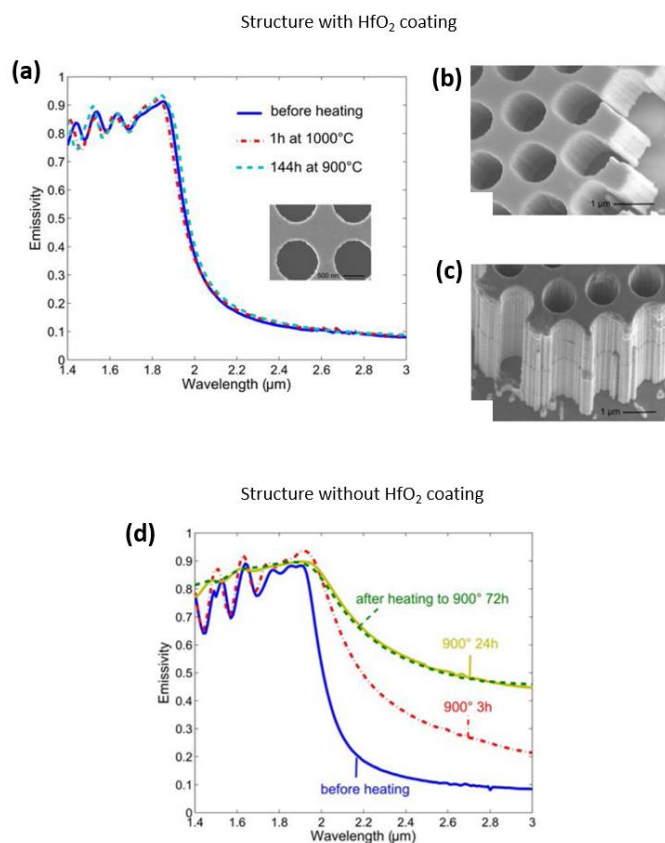 Structure with HfO₂ coating
(a)
1
0.9
0.8
0.7
0.6
0.5
0.4
0.3
0.2
0.1
0
Emissivity
before heating
1h at 1000°C
144h at 900°C
500 nm
1.4 1.6 1.8 2 2.2 2.4 2.6 2.8 3
Wavelength (μm)
(b)
1 μm
(c)
1 μm
Structure without HfO₂ coating
(d)
1
0.9
0.8
0.7
0.6
0.5
0.4
0.3
0.2
0.1
0
Emissivity
after heating to 900° 72h
900° 24h
900° 3h
before heating
1.4 1.6 1.8 2 2.2 2.4 2.6 2.8 3
Wavelength (μm)